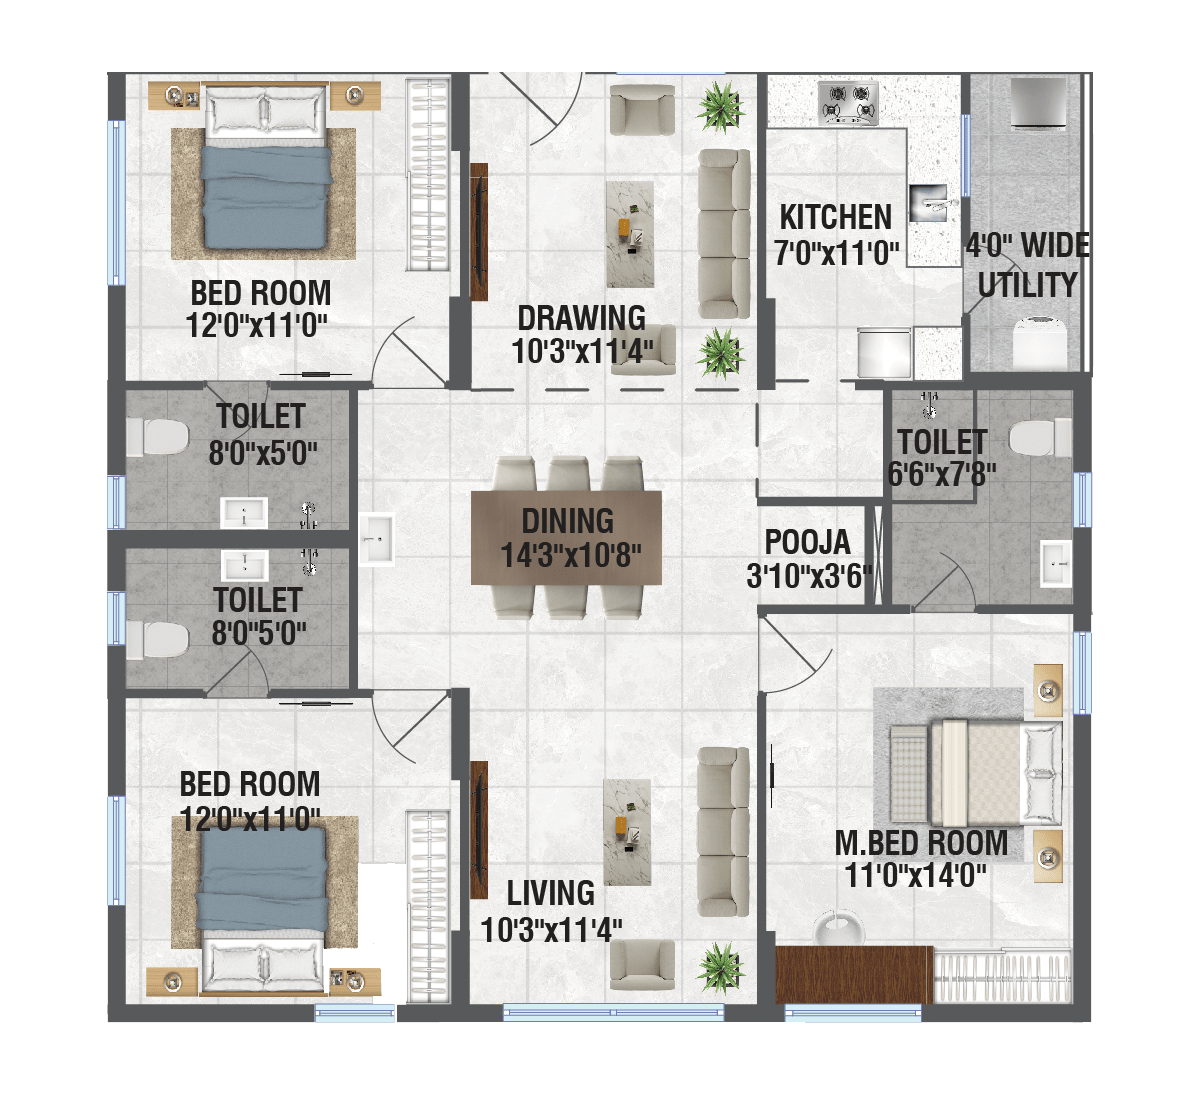 BED ROOM
12'0"x11'0"
DRAWING
10'3"x11'4"
KITCHEN
7'0"x11'0"
4'0" WIDE
UTILITY
TOILET
8'0"x5'0"
TOILET
6'6"x7'8"
DINING
14'3"x10'8"
POOJA
3'10"x3'6"
TOILET
8'0"5'0"
BED ROOM
12'0"x11'0"
LIVING
10'3"x11'4"
M.BED ROOM
11'0"x14'0"